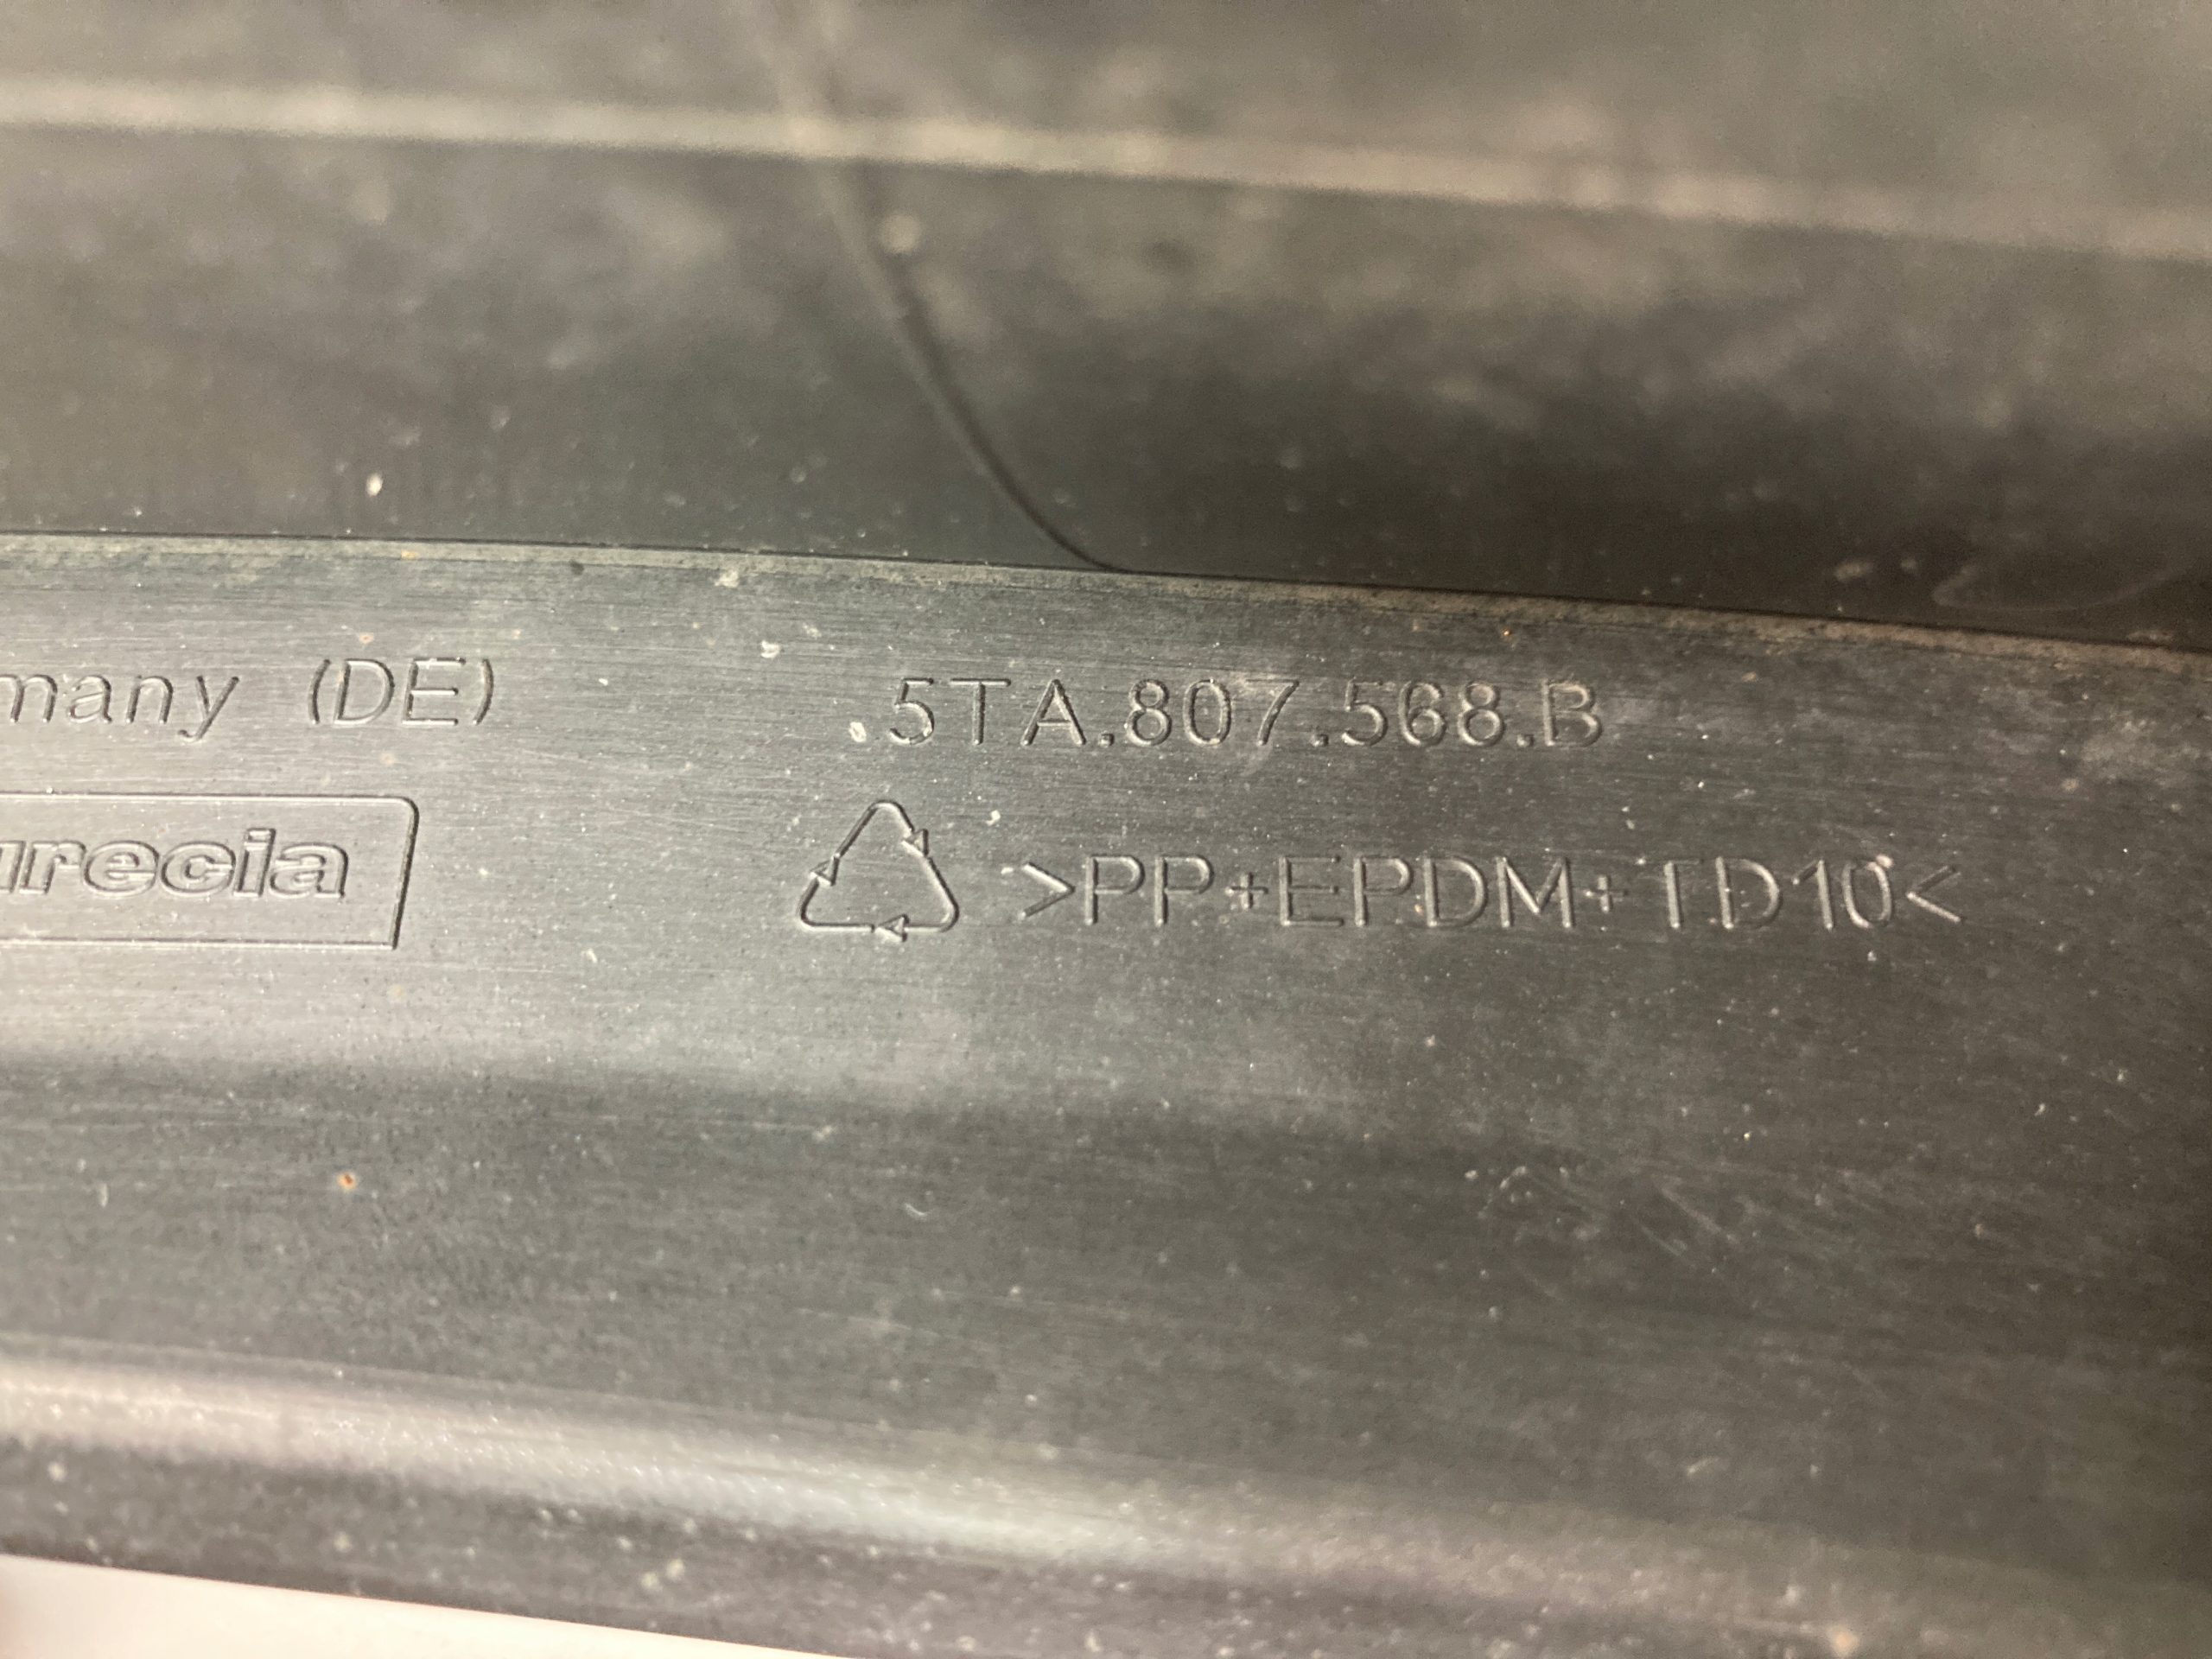 many (DE)
.5TA.807.568.B
urecia
>PP+EPDM+TD10<